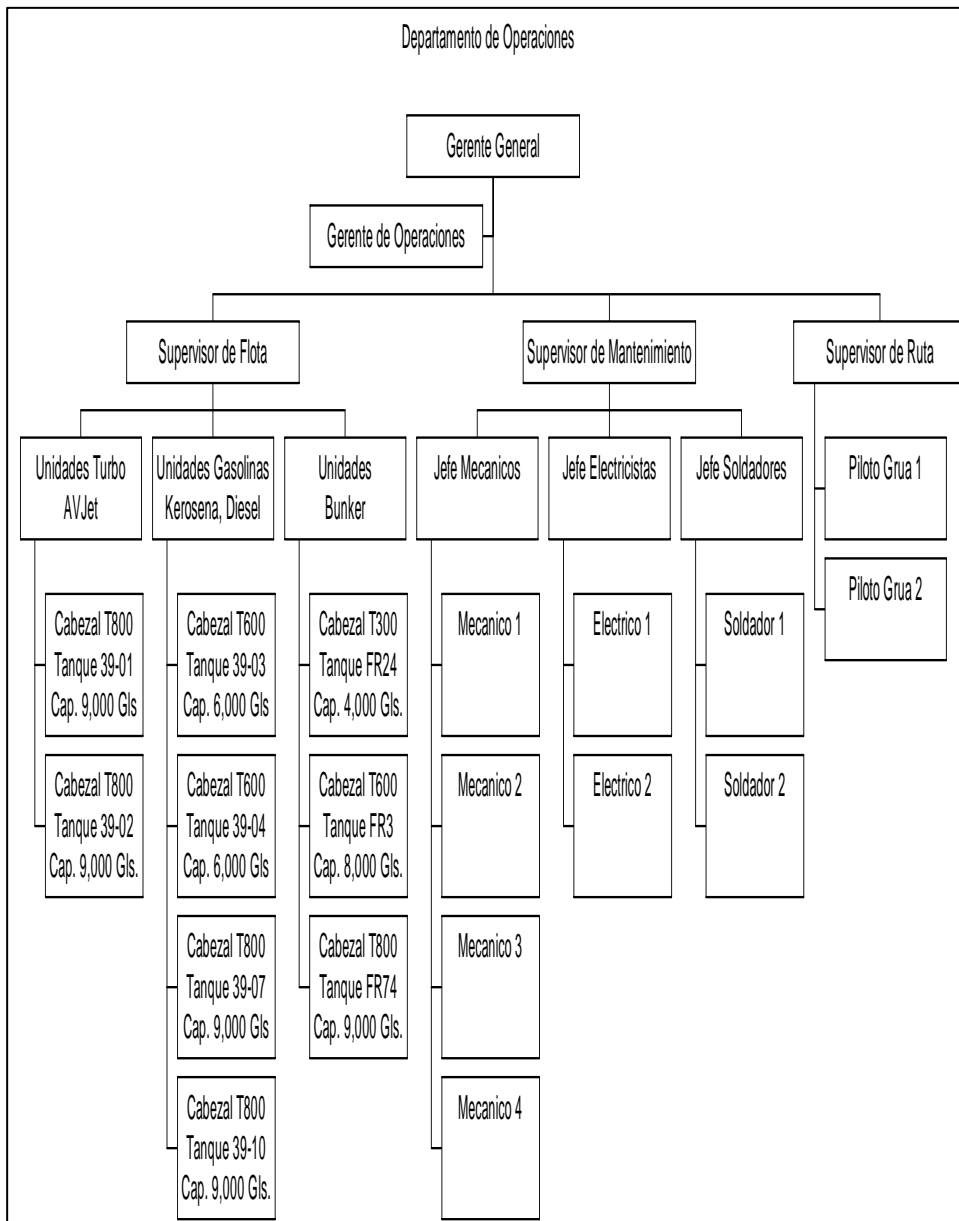 Departamento de Operaciones
Gerente General
Gerente de Operaciones
Supervisor de Flota
Supervisor de Mantenimiento
Supervisor de Ruta
Unidades Turbo
AVJet
Unidades Gasolinas
Kerosena, Diesel
Unidades
Bunker
Jefe Mecanicos
Jefe Electricistas
Jefe Soldadores
Piloto Grua 1
Piloto Grua 2
Cabezal T800
Tanque 39-01
Cap. 9,000 Gls
Cabezal T600
Tanque 39-03
Cap. 6,000 Gls
Cabezal T300
Tanque FR24
Cap. 4,000 Gls.
Mecanico 1
Electrico 1
Soldador 1
Cabezal T800
Tanque 39-02
Cap. 9,000 Gls.
Cabezal T600
Tanque 39-04
Cap. 6,000 Gls
Cabezal T600
Tanque FR3
Cap. 8,000 Gls.
Mecanico 2
Electrico 2
Soldador 2
Cabezal T800
Tanque 39-07
Cap. 9,000 Gls
Cabezal T800
Tanque FR74
Cap. 9,000 Gls.
Mecanico 3
Cabezal T800
Tanque 39-10
Cap. 9,000 Gls.
Mecanico 4